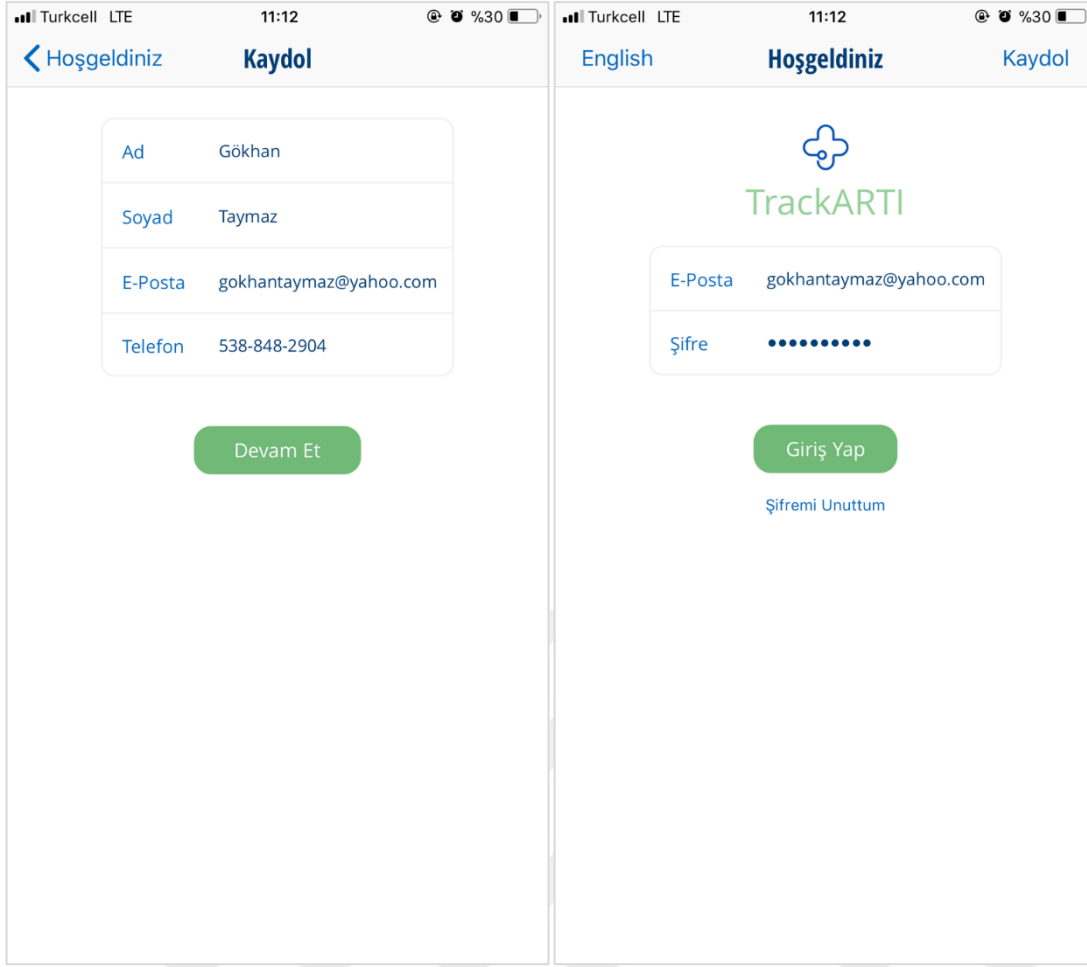 Turkcell LTE 11:12 %30
Hoşgeldiniz Kaydol
Ad Gökhan
Soyad Taymaz
E-Posta gokhantaymaz@yahoo.com
Telefon 538-848-2904
Devam Et
Turkcell LTE 11:12 %30
English Hoşgeldiniz Kaydol
TrackARTI
E-Posta gokhantaymaz@yahoo.com
Şifre ••••••••••
Giriş Yap
Şifremi Unuttum